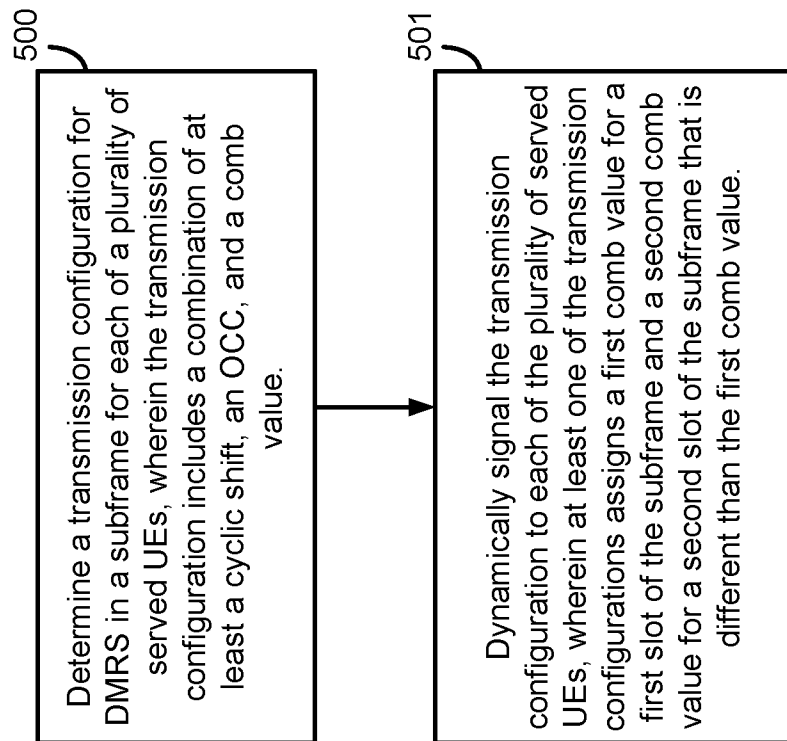 500
Determine a transmission configuration for
DMRS in a subframe for each of a plurality of
served UEs, wherein the transmission
configuration includes a combination of at
least a cyclic shift, an OCC, and a comb
value.
501
Dynamically signal the transmission
configuration to each of the plurality of served
UEs, wherein at least one of the transmission
configurations assigns a first comb value for a
first slot of the subframe and a second comb
value for a second slot of the subframe that is
different than the first comb value.